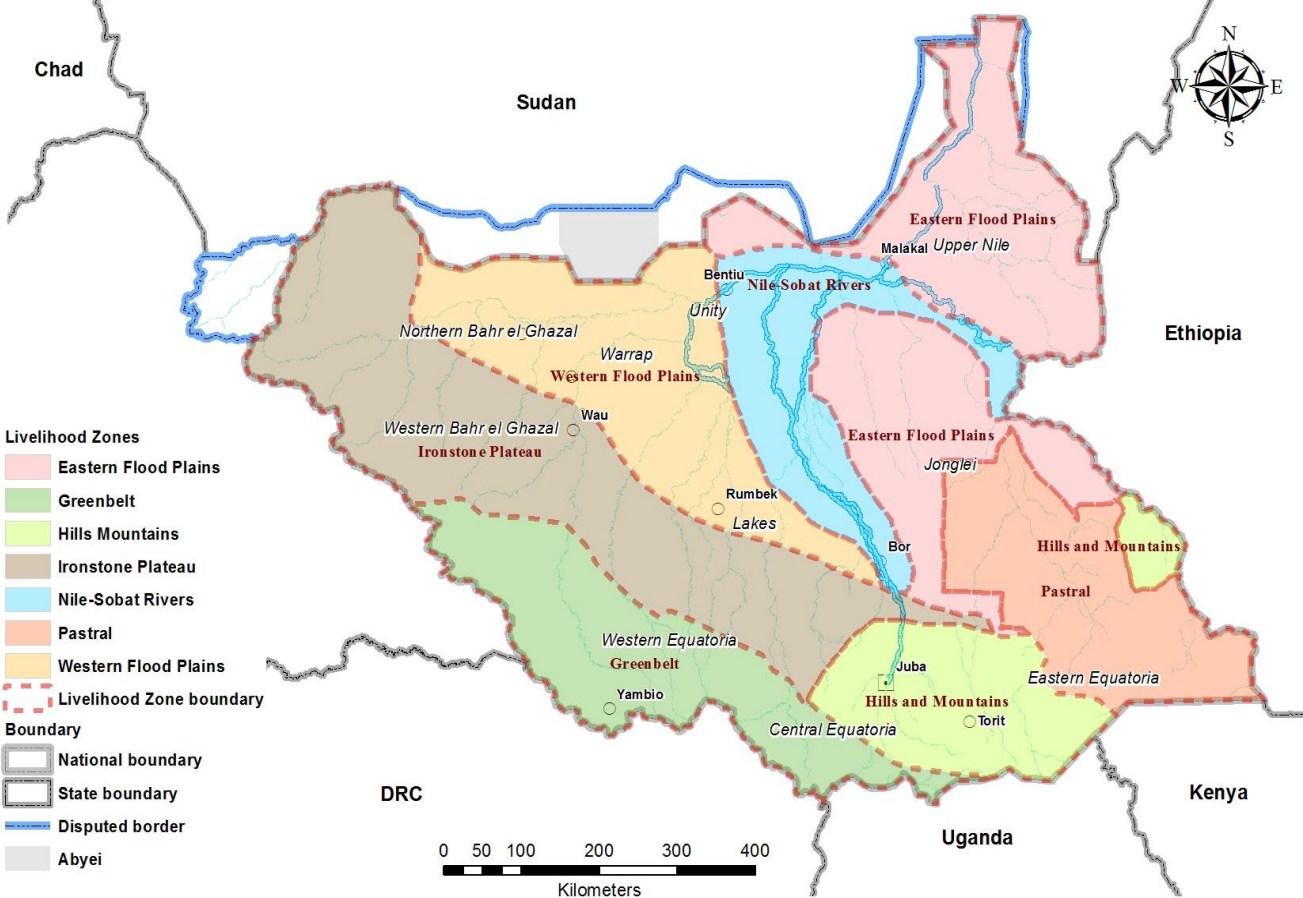 Chad
Sudan
N
W
E
S
Eastern Flood Plains
Malakal
Upper Nile
Bentiu
Nile-Sobat Rivers
Unity
Ethiopia
Northern Bahr el Ghazal
Warrap
Western Flood Plains
Wau
Western Bahr el Ghazal
Ironstone Plateau
Eastern Flood Plains
Jonglei
Rumbek
Lakes
Bor
Hills and Mountains
Pastral
Western Equatoria
Greenbelt
Yambio
Juba
Eastern Equatoria
Hills and Mountains
Torit
Central Equatoria
DRC
Kenya
Uganda
Livelihood Zones
Eastern Flood Plains
Greenbelt
Hills Mountains
Ironstone Plateau
Nile-Sobat Rivers
Pastral
Western Flood Plains
Livelihood Zone boundary
Boundary
National boundary
State boundary
Disputed border
Abyei
0 50 100 200 300 400
Kilometers